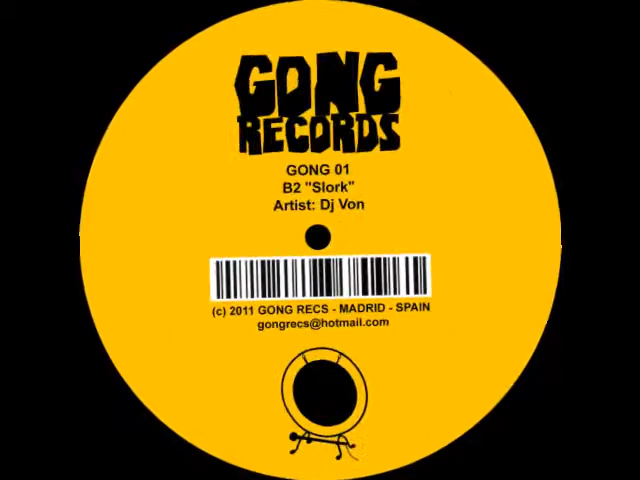 GONG
RECORDS
GONG 01
B2 "Slork"
Artist: Dj Von
(c) 2011 GONG RECS - MADRID - SPAIN
gongrecs@hotmail.com